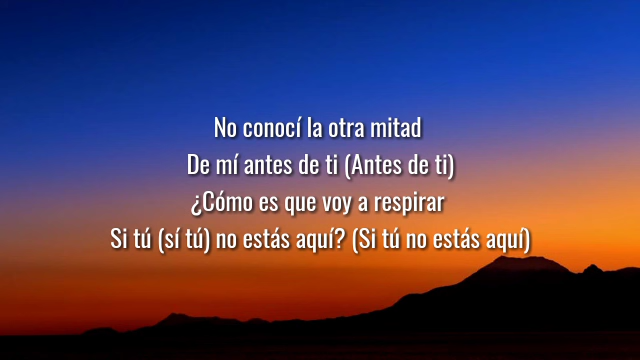 No conocí la otra mitad
De mí antes de ti (Antes de ti)
¿Cómo es que voy a respirar
Si tú (sí tú) no estás aquí? (Si tú no estás aquí)